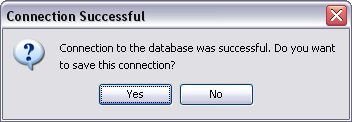 Connection Successful
Connection to the database was successful. Do you want
to save this connection?
Yes
No